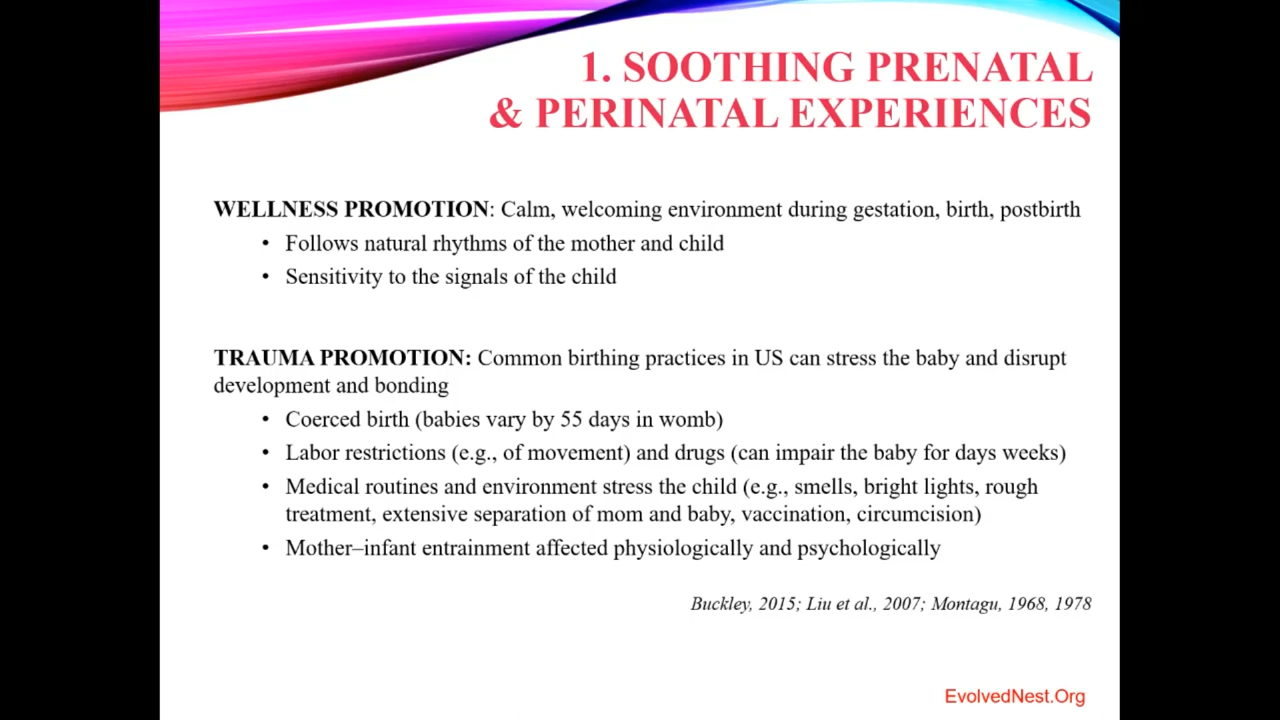 1. SOOTHING PRENATAL
& PERINATAL EXPERIENCES
WELLNESS PROMOTION: Calm, welcoming environment during gestation, birth, postbirth
• Follows natural rhythms of the mother and child
• Sensitivity to the signals of the child
TRAUMA PROMOTION: Common birthing practices in US can stress the baby and disrupt
development and bonding
• Coerced birth (babies vary by 55 days in womb)
• Labor restrictions (e.g., of movement) and drugs (can impair the baby for days weeks)
• Medical routines and environment stress the child (e.g., smells, bright lights, rough
treatment, extensive separation of mom and baby, vaccination, circumcision)
• Mother–infant entrainment affected physiologically and psychologically
Buckley, 2015; Liu et al., 2007; Montagu, 1968, 1978
EvolvedNest.Org